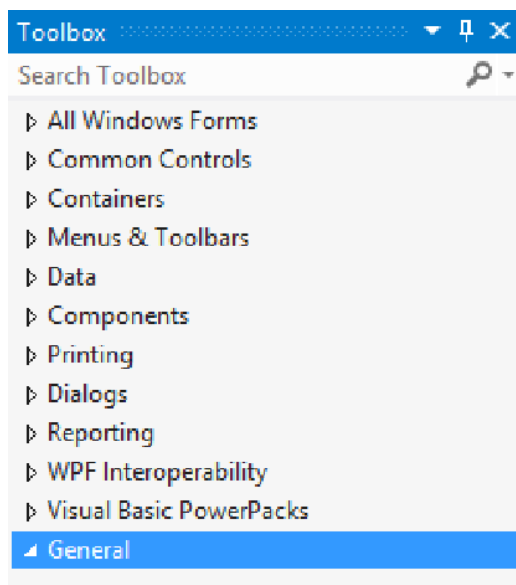 Toolbox
Search Toolbox
All Windows Forms
Common Controls
Containers
Menus & Toolbars
Data
Components
Printing
Dialogs
Reporting
WPF Interoperability
Visual Basic PowerPacks
General